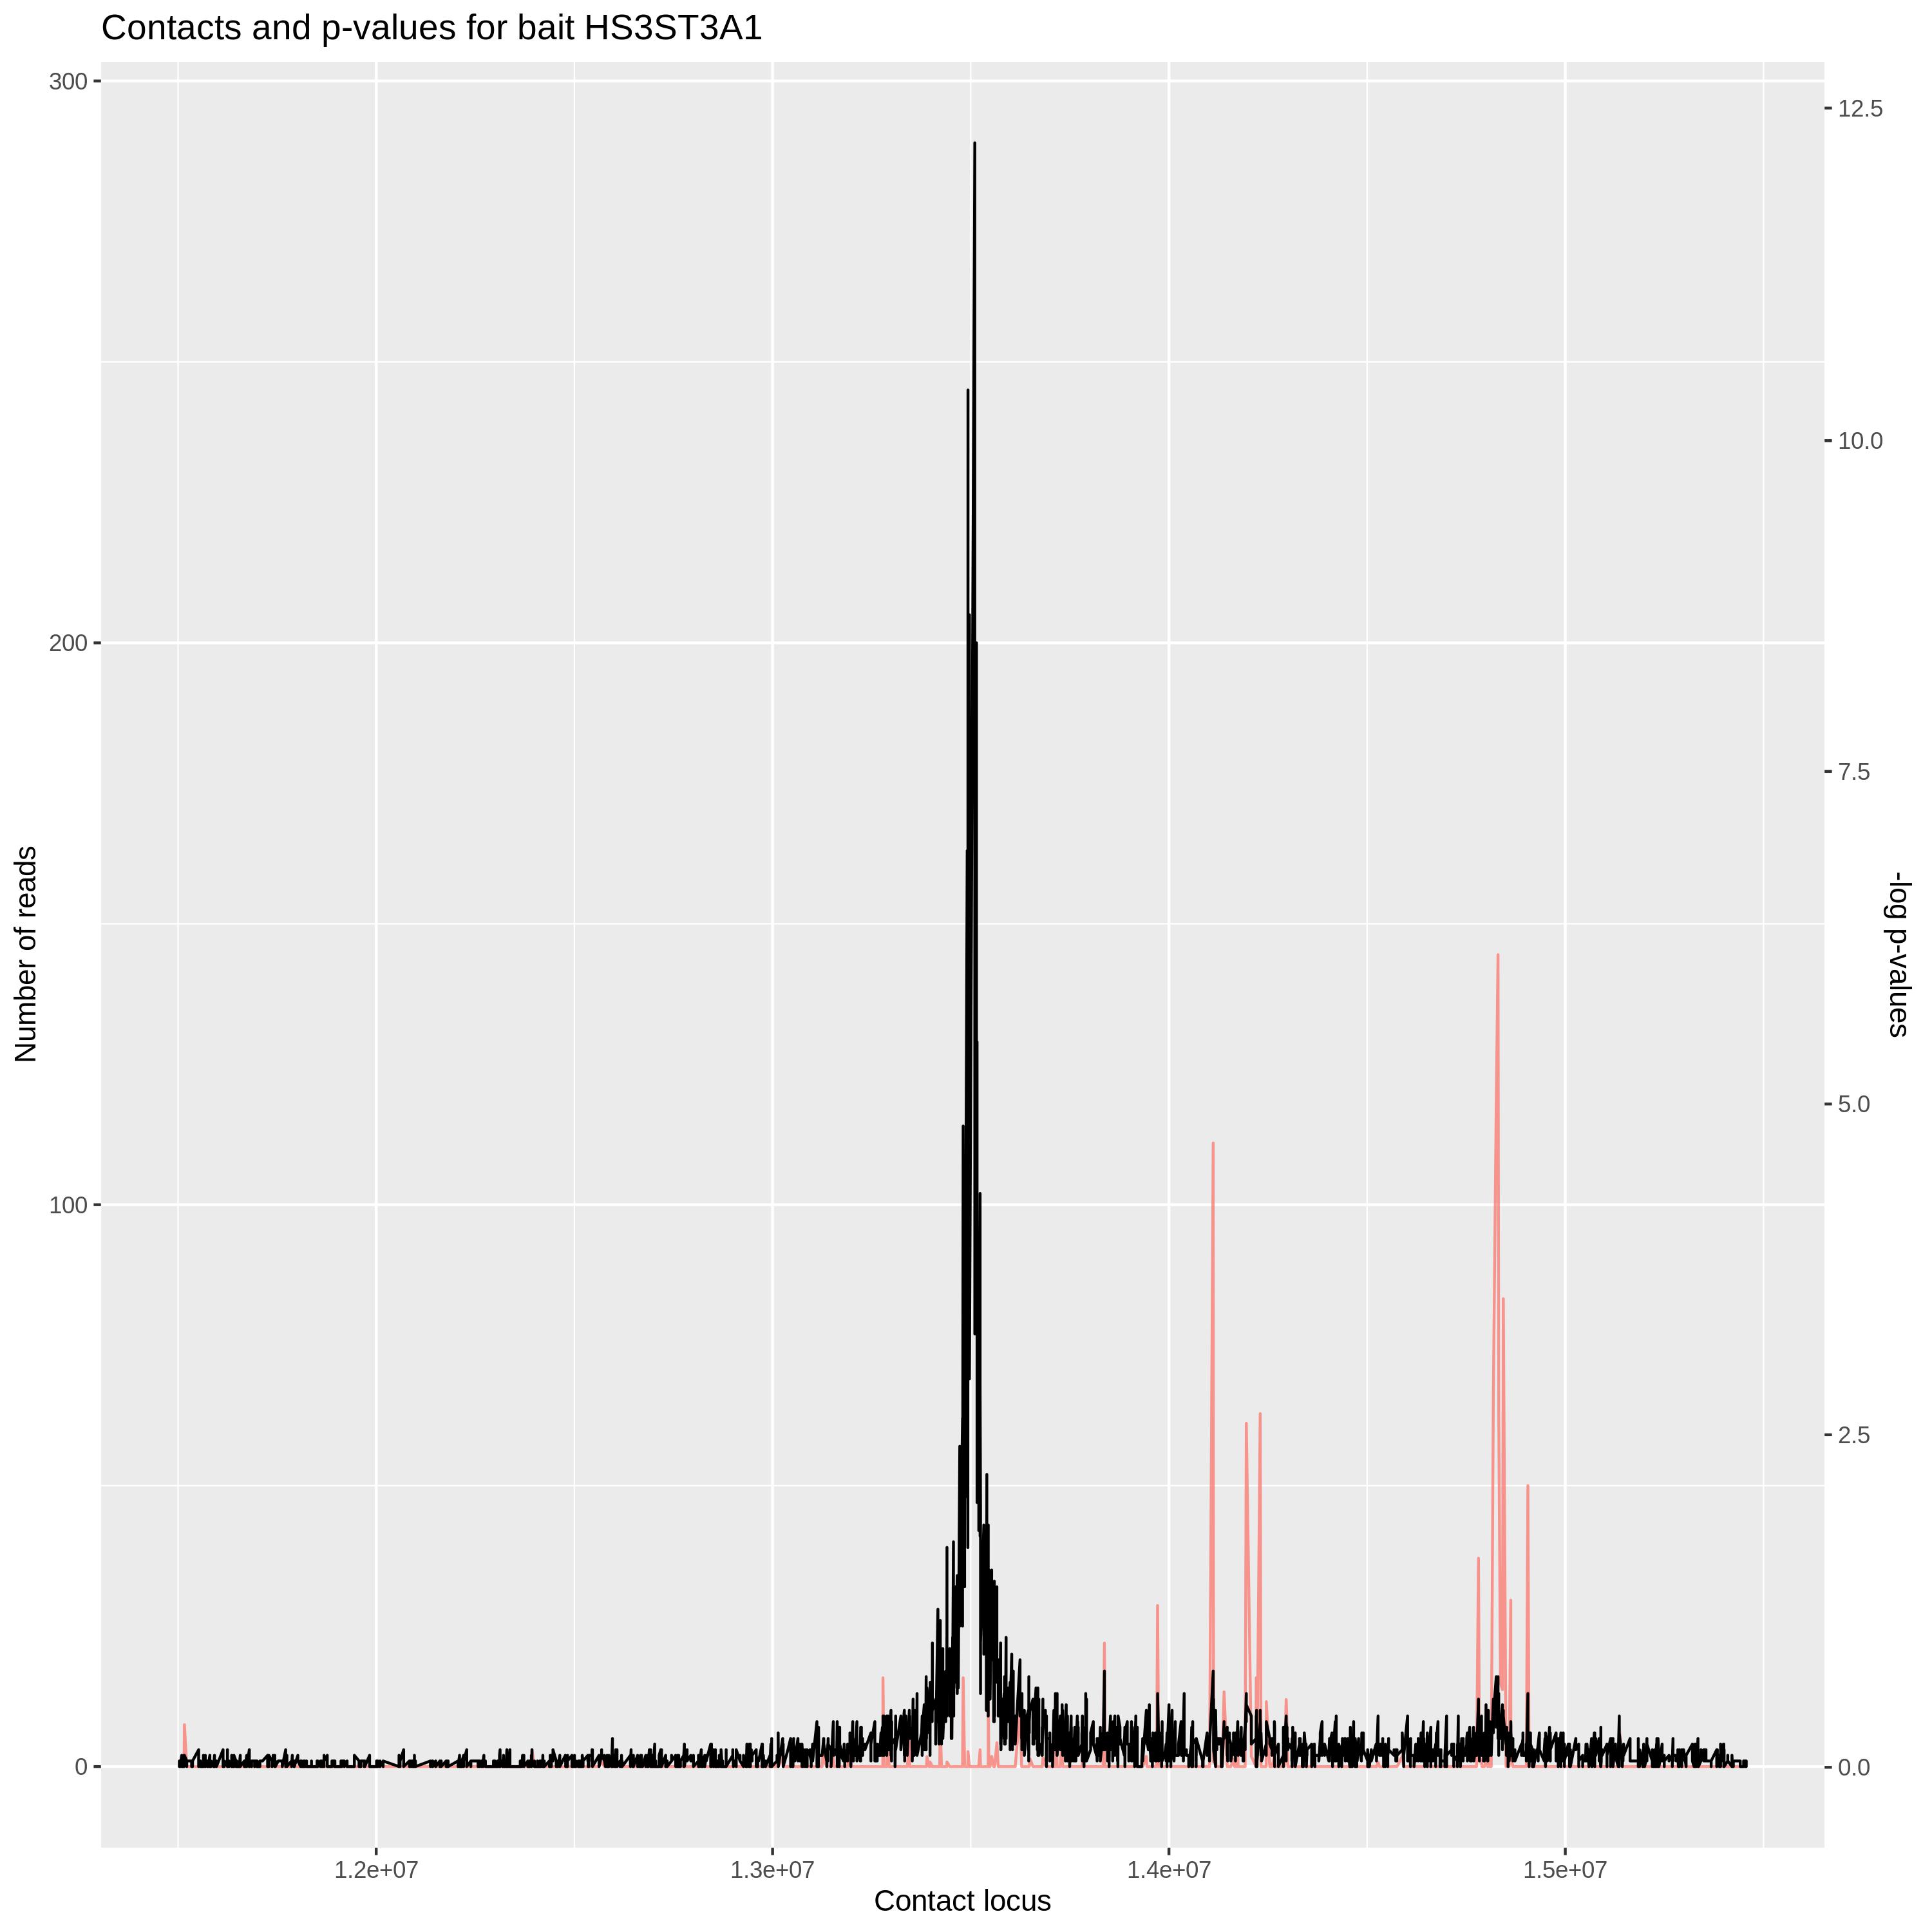 Contacts and p-values for bait HS3ST3A1
300
200
100
0
Number of reads
12.5
10.0
7.5
5.0
2.5
0.0
-log p-values
1.2e+07
1.3e+07
1.4e+07
1.5e+07
Contact locus